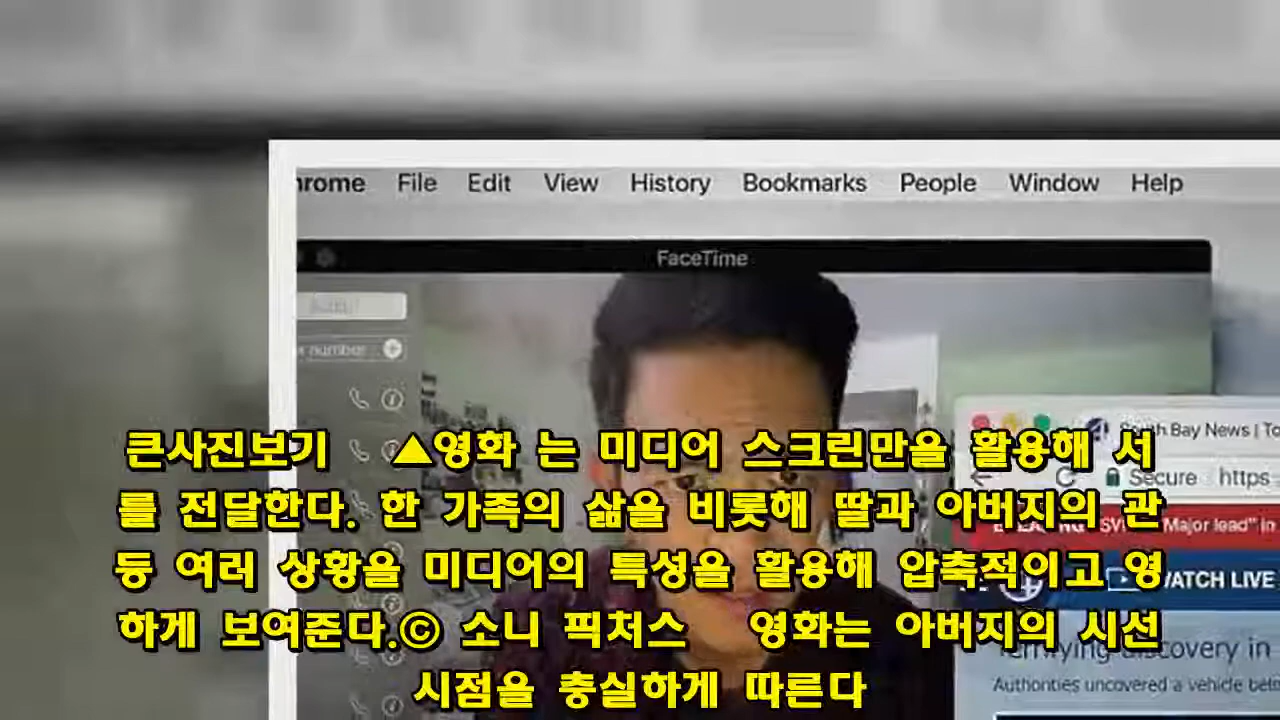 hrome File Edit View History Bookmarks People Window Help
FaceTime
number
South Bay News | To
Secure https
"SV Major lead" in
WATCH LIVE
Terrifying discovery in
Authorities uncovered a vehicle belo
큰사진보기 ▲영화 는 미디어 스크린만을 활용해 서
를 전달한다. 한 가족의 삶을 비롯해 딸과 아버지의 관
등 여러 상황을 미디어의 특성을 활용해 압축적이고 영
하게 보여준다.© 소니 픽처스 영화는 아버지의 시선
시점을 충실하게 따른다